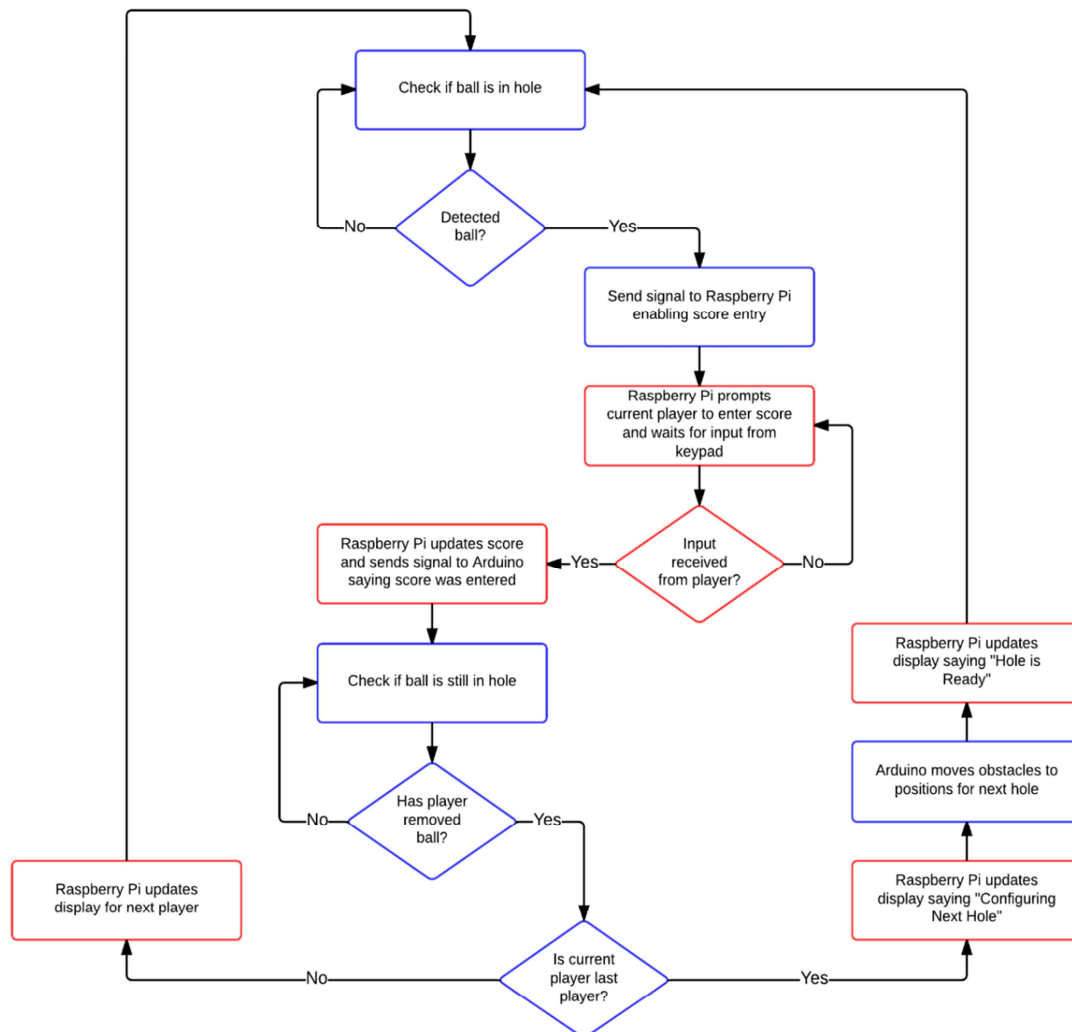 Check if ball is in hole
Detected
ball?
No
Yes
Send signal to Raspberry Pi
enabling score entry
Raspberry Pi prompts
current player to enter score
and waits for input from
keypad
Input
received
from player?
Yes
No
Raspberry Pi updates score
and sends signal to Arduino
saying score was entered
Check if ball is still in hole
Has player
removed
ball?
No
Yes
Is current
player last
player?
No
Yes
Raspberry Pi updates
display for next player
Raspberry Pi updates
display saying "Configuring
Next Hole"
Arduino moves obstacles to
positions for next hole
Raspberry Pi updates
display saying "Hole is
Ready"